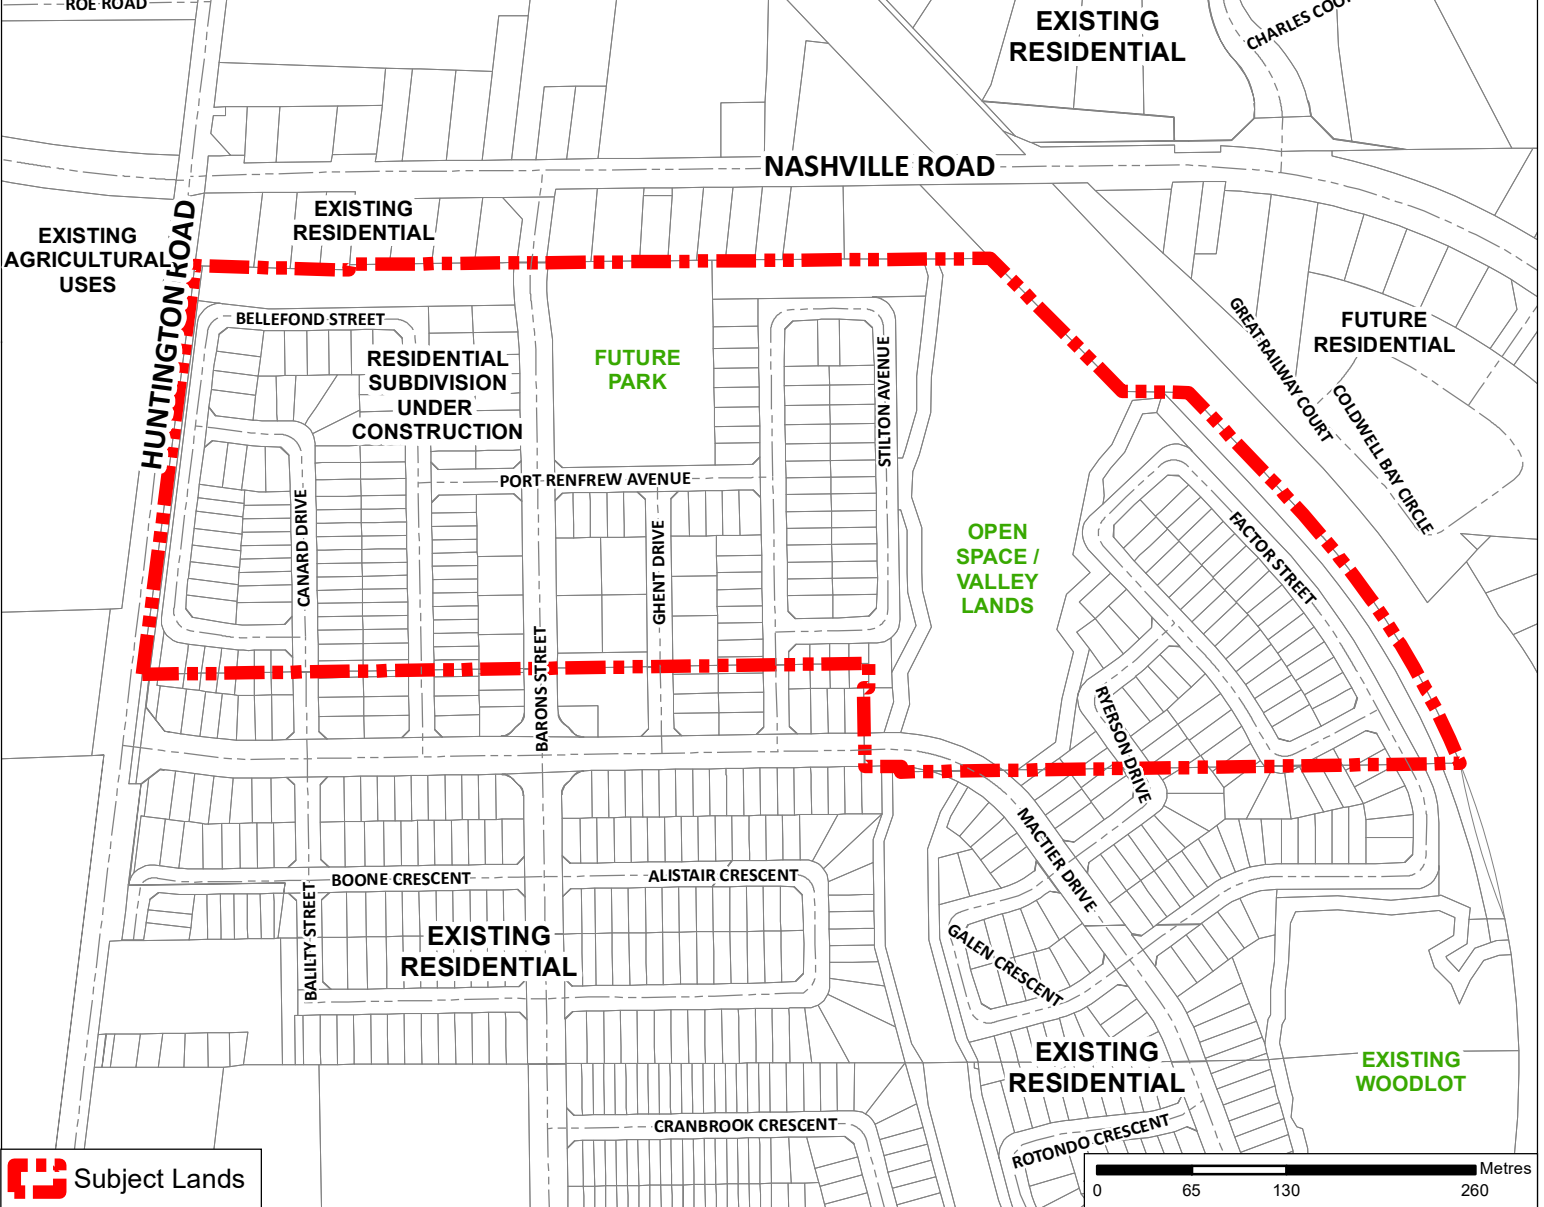 ROE ROAD
EXISTING
RESIDENTIAL
CHARLES
NASHVILLE ROAD
EXISTING
RESIDENTIAL
EXISTING
AGRICULTURAL
USES
HUNTINGTON ROAD
BELLEFOND STREET
RESIDENTIAL
SUBDIVISION
UNDER
CONSTRUCTION
FUTURE
PARK
STILTON AVENUE
GREAT RAILWAY COURT
FUTURE
RESIDENTIAL
COLDWELL BAY CIRCLE
PORT RENFREW AVENUE
CANARD DRIVE
GHENT DRIVE
OPEN
SPACE /
VALLEY
LANDS
FACTOR STREET
BARONS STREET
RYERSON DRIVE
MACTIER DRIVE
BOONE CRESCENT
ALISTAIR CRESCENT
BALILTY STREET
EXISTING
RESIDENTIAL
GALEN CRESCENT
EXISTING
RESIDENTIAL
EXISTING
WOODLOT
CRANBROOK CRESCENT
ROTONDO CRESCENT
Subject Lands
Metres
0 65 130 260